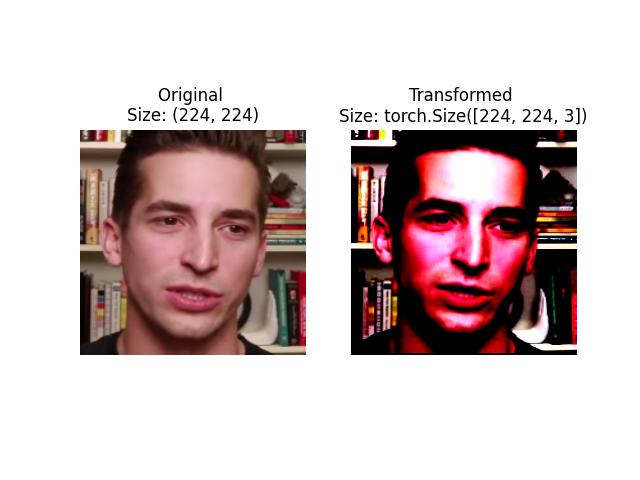 Original
Size: (224, 224)
Transformed
Size: torch.Size([224, 224, 3])